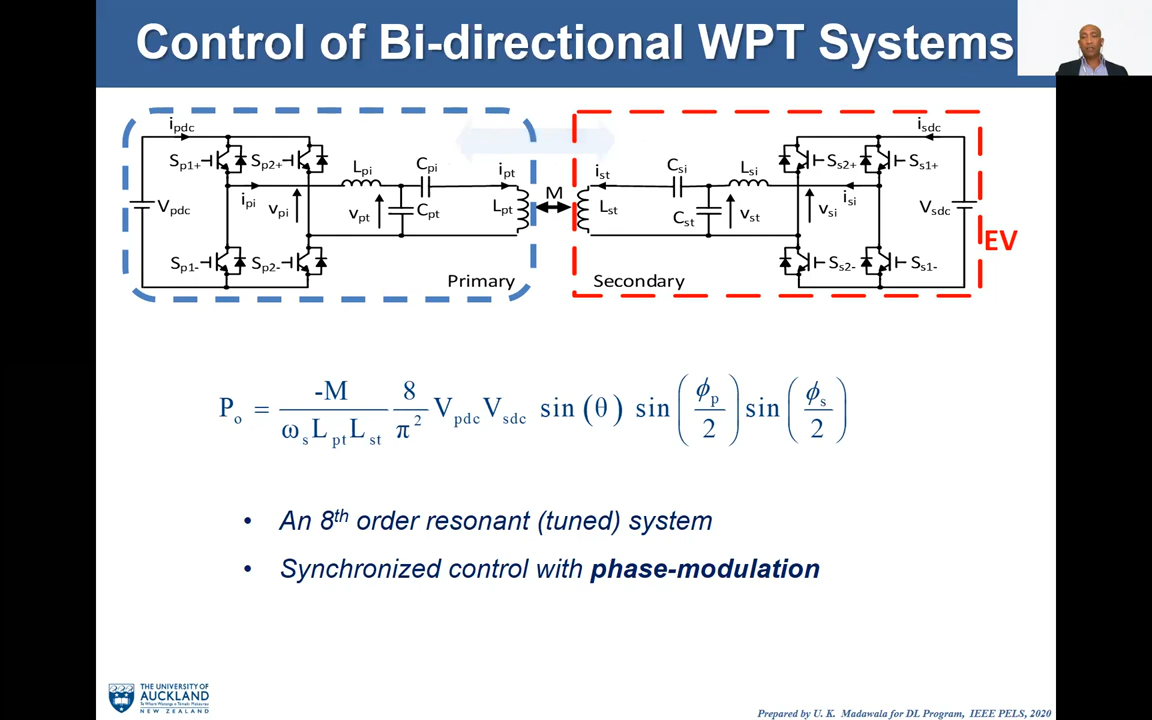 Control of Bi-directional WPT Systems
i_pdc
i_sdc
S_p1+ S_p2+ L_pi C_pi i_pt i_st C_si L_si S_s2+ S_s1+
M
V_pdc i_pi v_pi v_pt C_pt L_pt L_st C_st v_st v_si i_si V_sdc
EV
S_p1- S_p2- S_s2- S_s1-
Primary Secondary
P_o = -M / (ω_s L_pt L_st) 8 / π^2 V_pdc V_sdc sin (θ) sin (ϕ_p / 2) sin (ϕ_s / 2)
• An 8th order resonant (tuned) system
• Synchronized control with phase-modulation
THE UNIVERSITY OF
AUCKLAND
NEW ZEALAND
Prepared by U. K. Madawala for DL Program, IEEE PELS, 2020